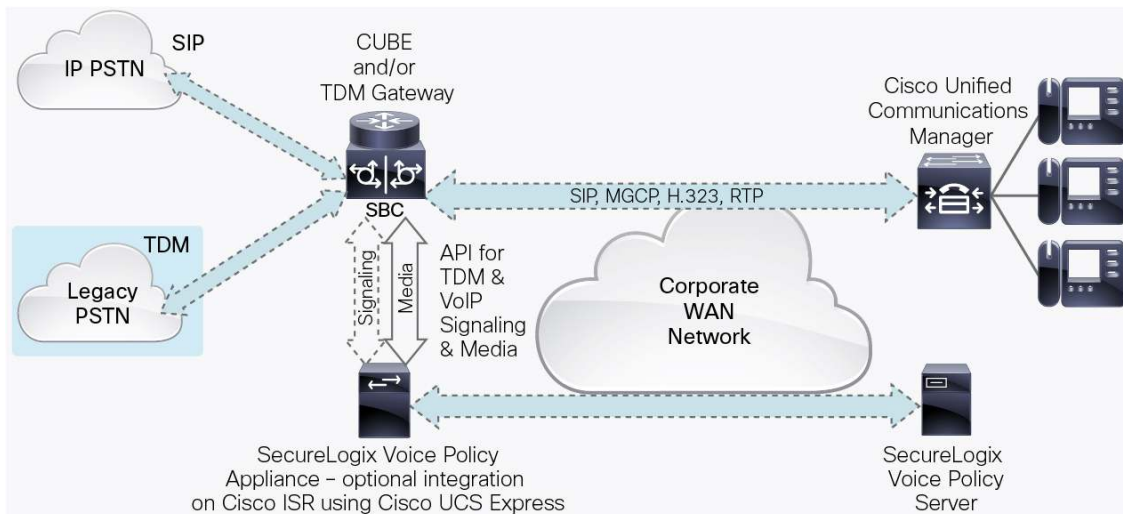 IP PSTN
SIP
CUBE
and/or
TDM Gateway
Cisco Unified
Communications
Manager
SBC
SIP, MGCP, H.323, RTP
TDM
Legacy
PSTN
Signaling
Media
API for
TDM &
VoIP
Signaling
& Media
Corporate
WAN
Network
SecureLogix Voice Policy
Appliance – optional integration
on Cisco ISR using Cisco UCS Express
SecureLogix
Voice Policy
Server